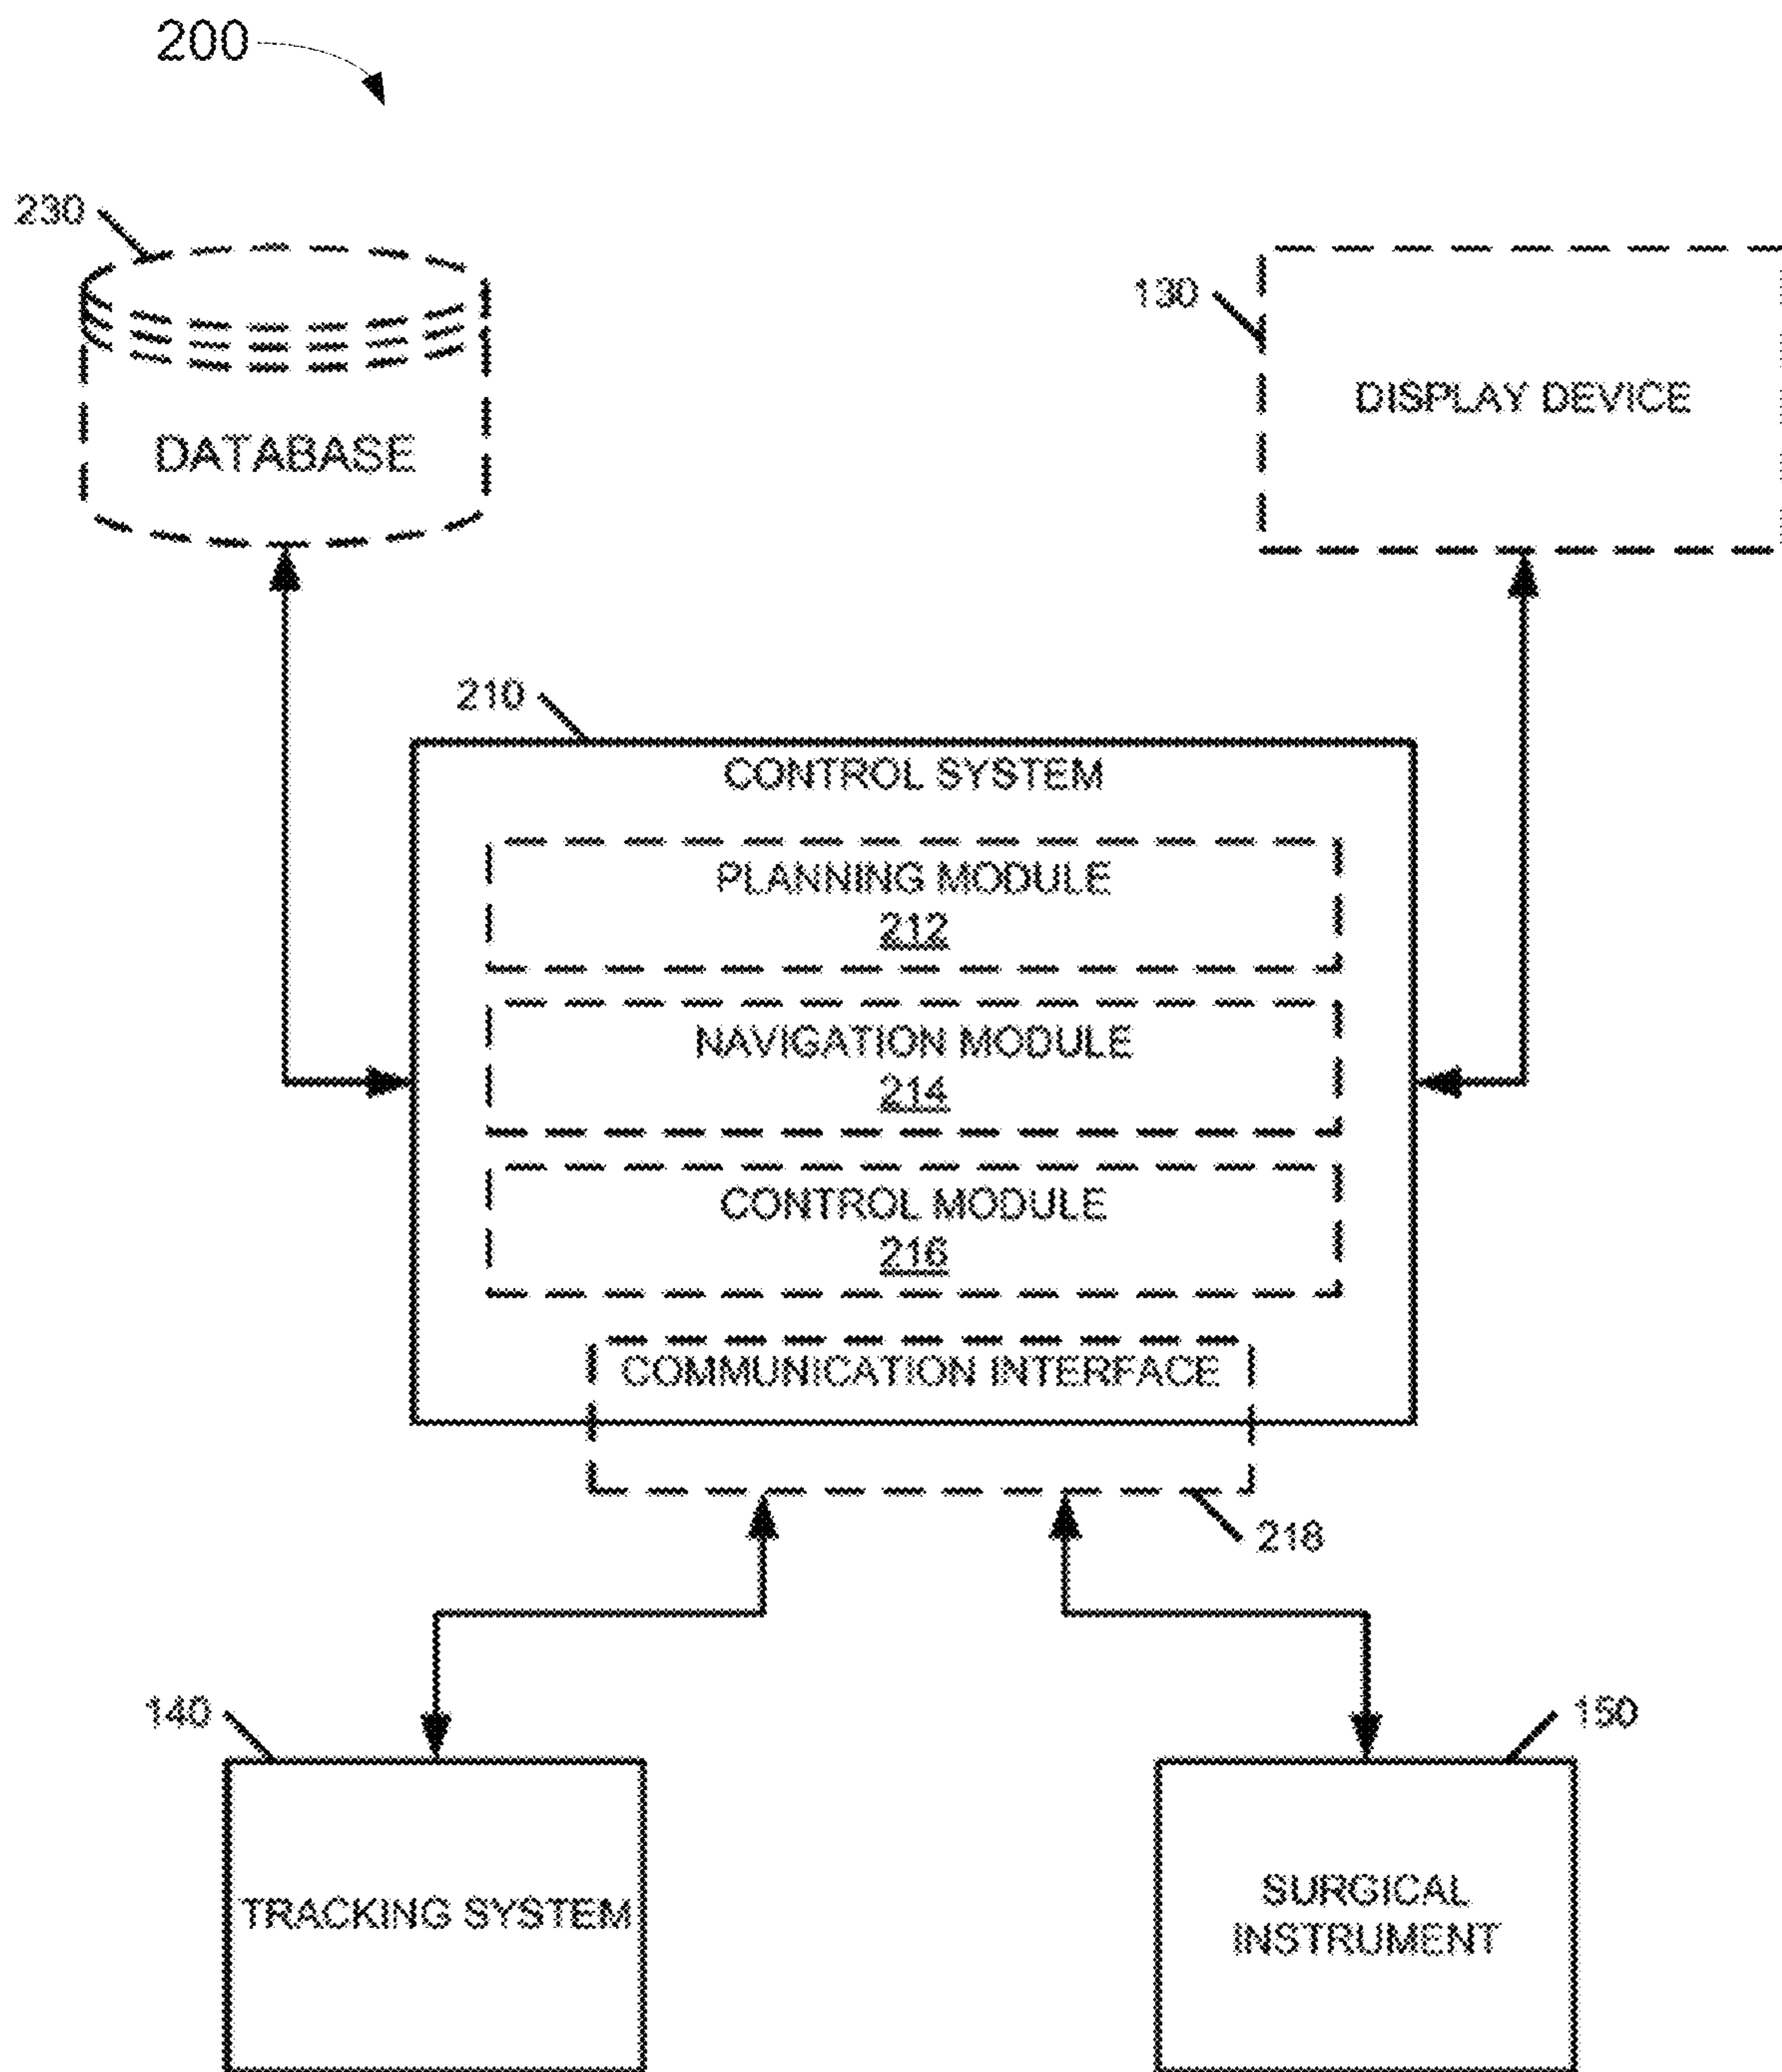 200
230
DATABASE
130
DISPLAY DEVICE
210
CONTROL SYSTEM
PLANNING MODULE
212
NAVIGATION MODULE
214
CONTROL MODULE
216
COMMUNICATION INTERFACE
218
140
TRACKING SYSTEM
150
SURGICAL
INSTRUMENT